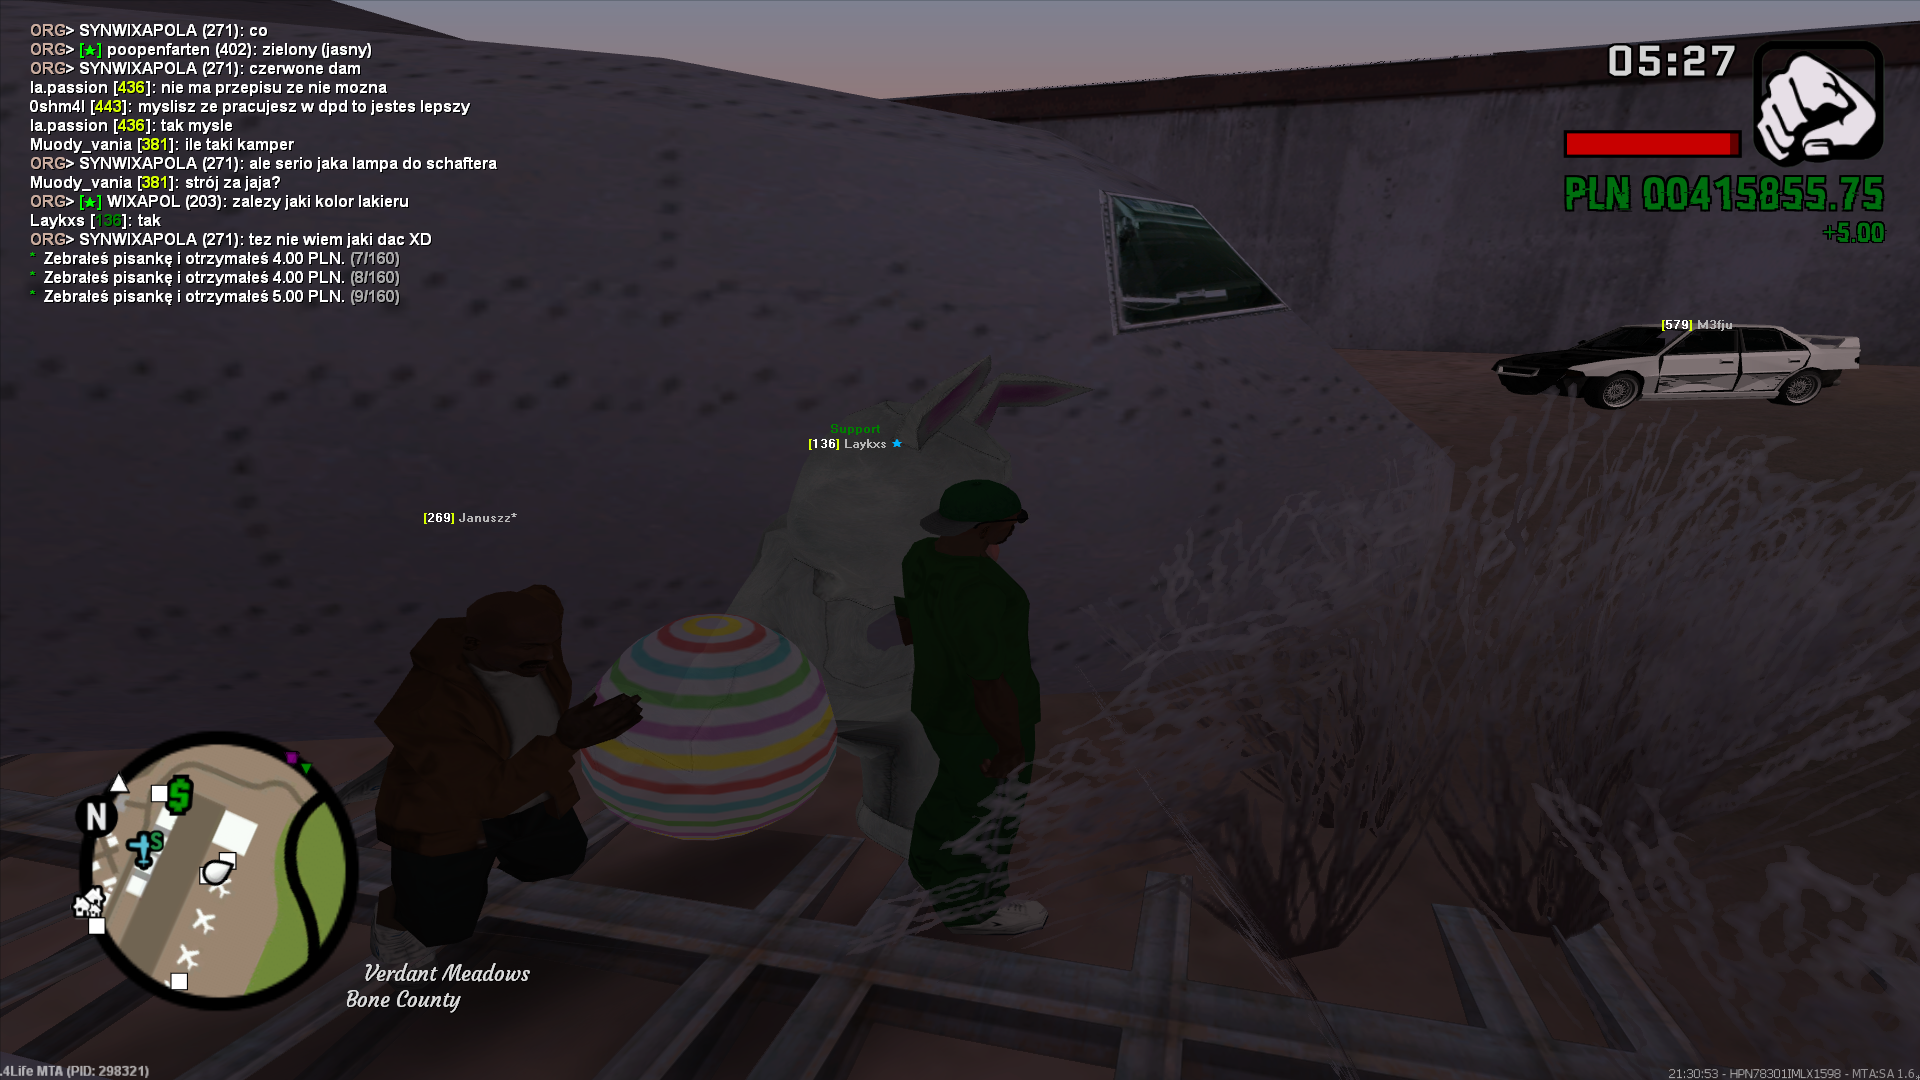 ORG> SYNWIXAPOLA (271): co
ORG> [★] poopenfarten (402): zielony (jasny)
ORG> SYNWIXAPOLA (271): czerwone dam
la.passion [436]: nie ma przepisu ze nie mozna
0shm4l [443]: myslisz ze pracujesz w dpd to jestes lepszy
la.passion [436]: tak mysle
Muody_vania [381]: ile taki kamper
ORG> SYNWIXAPOLA (271): ale serio jaka lampa do schaftera
Muody_vania [381]: strój za jaja?
ORG> [★] WIXAPOL (203): zalezy jaki kolor lakieru
Laykxs [136]: tak
ORG> SYNWIXAPOLA (271): tez nie wiem jaki dac XD
* Zebrałeś pisankę i otrzymałeś 4.00 PLN. (7/160)
* Zebrałeś pisankę i otrzymałeś 4.00 PLN. (8/160)
* Zebrałeś pisankę i otrzymałeś 5.00 PLN. (9/160)
05:27
PLN 00415855.75
+5.00
[579] M3fju
Support
[136] Laykxs ★
[269] Januszz*
N
$
S
Verdant Meadows
Bone County
.4Life MTA (PID: 298321)
21:30:53 - HPN78301IMLX1598 - MTA:SA 1.6.